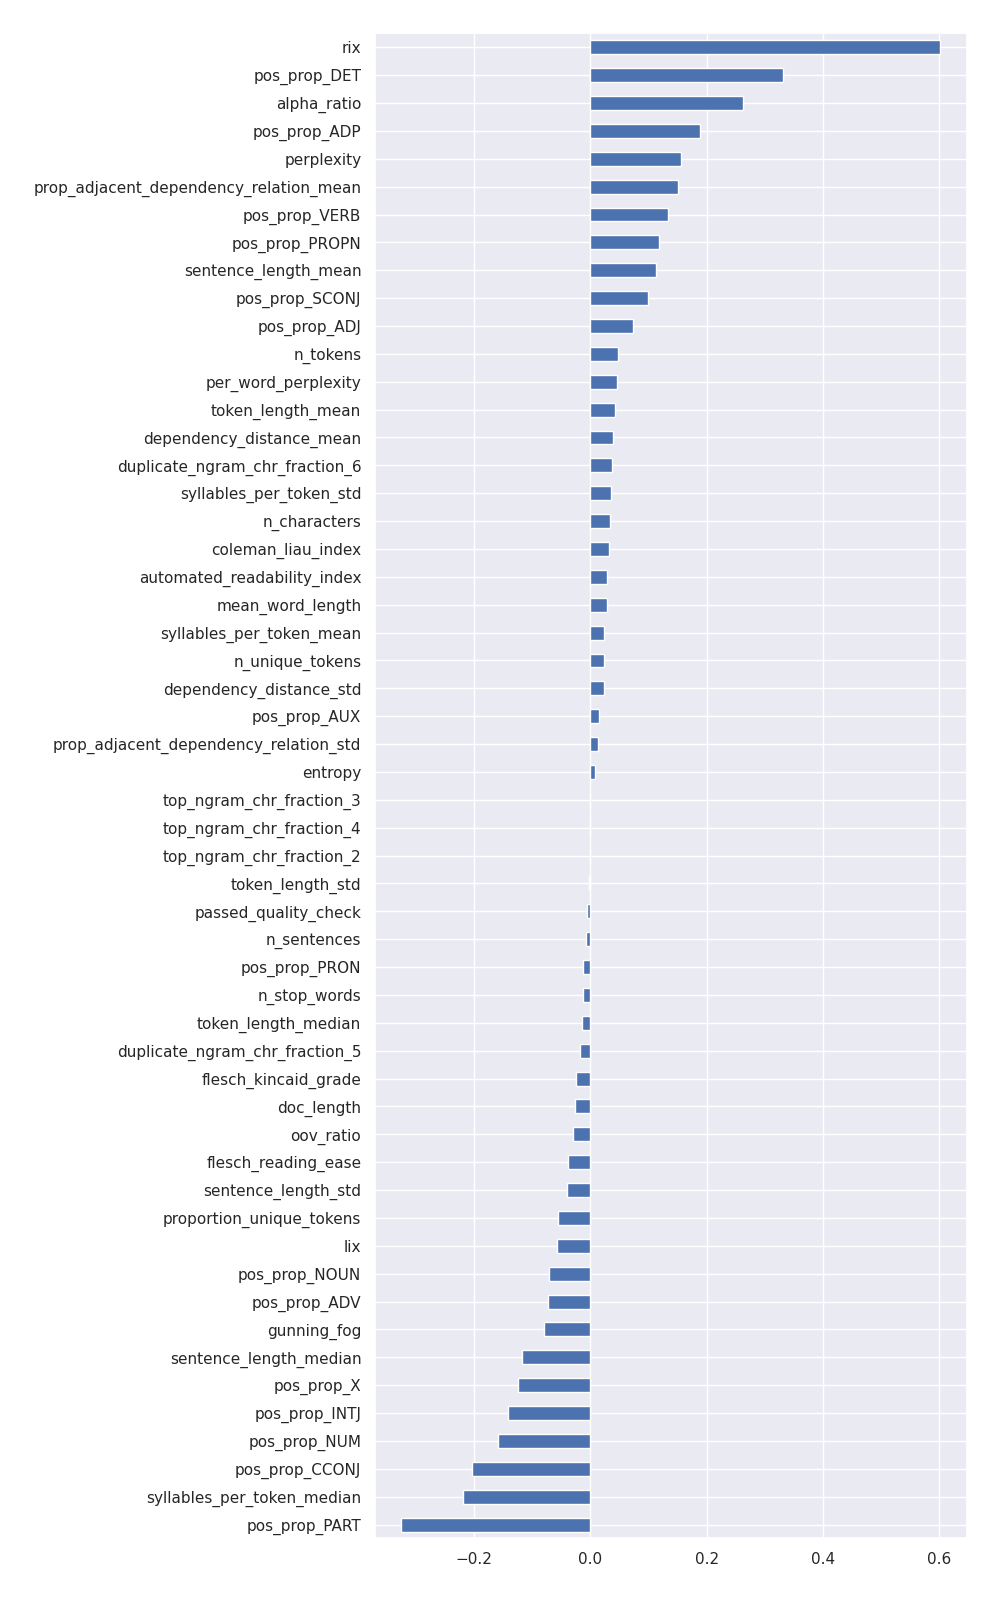 rix
pos_prop_DET
alpha_ratio
pos_prop_ADP
perplexity
prop_adjacent_dependency_relation_mean
pos_prop_VERB
pos_prop_PROPN
sentence_length_mean
pos_prop_SCONJ
pos_prop_ADJ
n_tokens
per_word_perplexity
token_length_mean
dependency_distance_mean
duplicate_ngram_chr_fraction_6
syllables_per_token_std
n_characters
coleman_liau_index
automated_readability_index
mean_word_length
syllables_per_token_mean
n_unique_tokens
dependency_distance_std
pos_prop_AUX
prop_adjacent_dependency_relation_std
entropy
top_ngram_chr_fraction_3
top_ngram_chr_fraction_4
top_ngram_chr_fraction_2
token_length_std
passed_quality_check
n_sentences
pos_prop_PRON
n_stop_words
token_length_median
duplicate_ngram_chr_fraction_5
flesch_kincaid_grade
doc_length
oov_ratio
flesch_reading_ease
sentence_length_std
proportion_unique_tokens
lix
pos_prop_NOUN
pos_prop_ADV
gunning_fog
sentence_length_median
pos_prop_X
pos_prop_INTJ
pos_prop_NUM
pos_prop_CCONJ
syllables_per_token_median
pos_prop_PART
−0.2 0.0 0.2 0.4 0.6